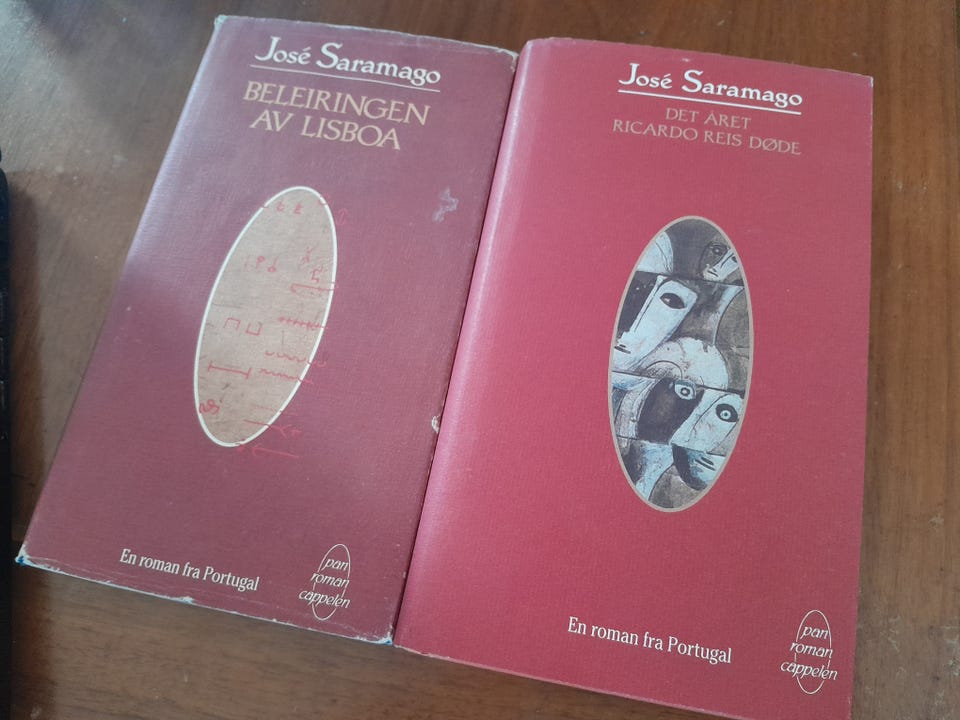 José Saramago
BELEIRINGEN
AV LISBOA
En roman fra Portugal
pan
roman
cappelen
José Saramago
DET ÅRET
RICARDO REIS DØDE
En roman fra Portugal
pan
roman
cappelen